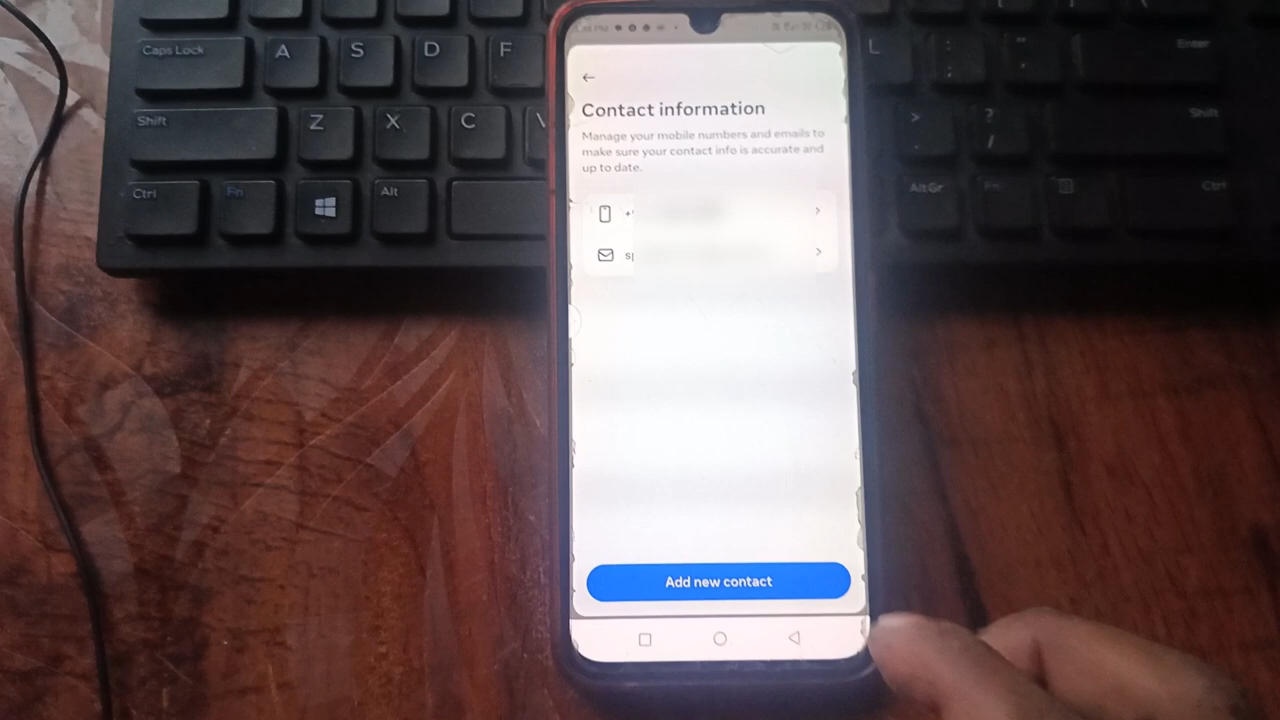 Caps Lock
A
S
D
F
L
:
;
"
Enter
Shift
Z
X
C
>
.
?
/
Shift
Ctrl
Fn
Alt
Alt Gr
Fn
Ctrl
Contact information
Manage your mobile numbers and emails to
make sure your contact info is accurate and
up to date.
Add new contact